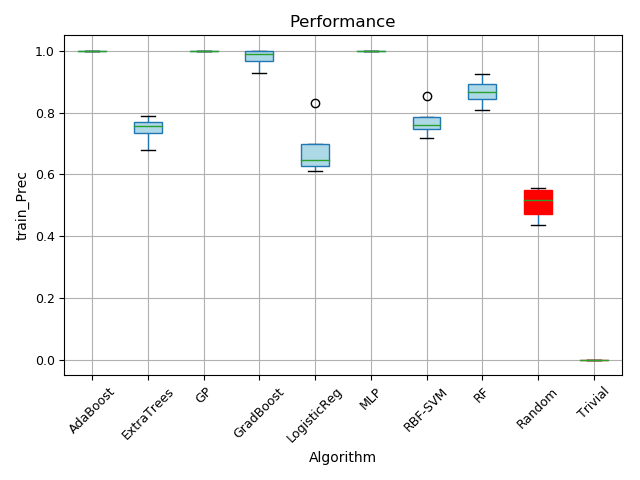 Performance
train_Prec
1.0
0.8
0.6
0.4
0.2
0.0
AdaBoost
ExtraTrees
GP
GradBoost
LogisticReg
MLP
RBF-SVM
RF
Random
Trivial
Algorithm